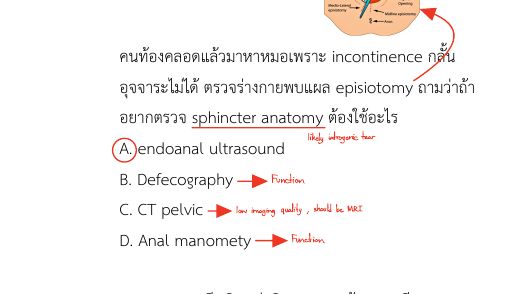 Opening
Medio-Lateral
episiotomy
Midline episiotomy
Anus
คนท้องคลอดแล้วมาหาหมอเพราะ incontinence กลั้น
อุจจาระไม่ได้ ตรวจร่างกายพบแผล episiotomy ถามว่าถ้า
อยากตรวจ sphincter anatomy ต้องใช้อะไร
likely iatrogenic tear
A. endoanal ultrasound
B. Defecography → Function
C. CT pelvic → low imaging quality , should be MRI
D. Anal manomety → Function